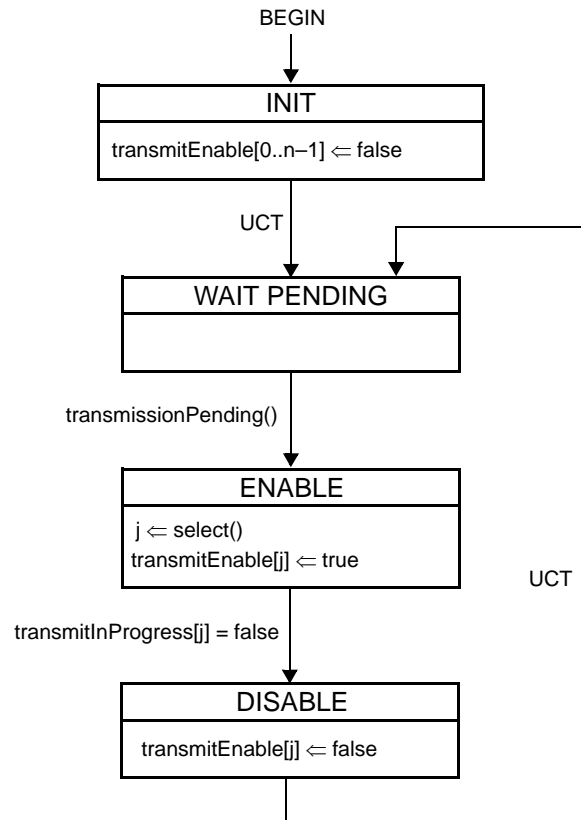 BEGIN
INIT
transmitEnable[0..n–1] ⇐ false
UCT
WAIT PENDING
transmissionPending()
ENABLE
j ⇐ select()
transmitEnable[j] ⇐ true
UCT
transmitInProgress[j] = false
DISABLE
transmitEnable[j] ⇐ false